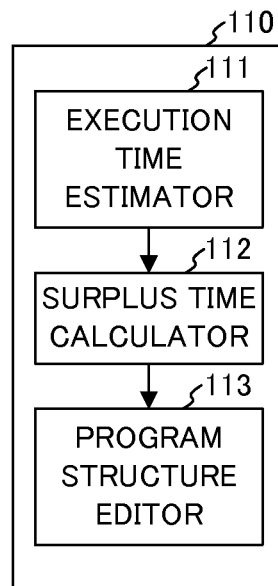 110
111
EXECUTION
TIME
ESTIMATOR
112
SURPLUS TIME
CALCULATOR
113
PROGRAM
STRUCTURE
EDITOR